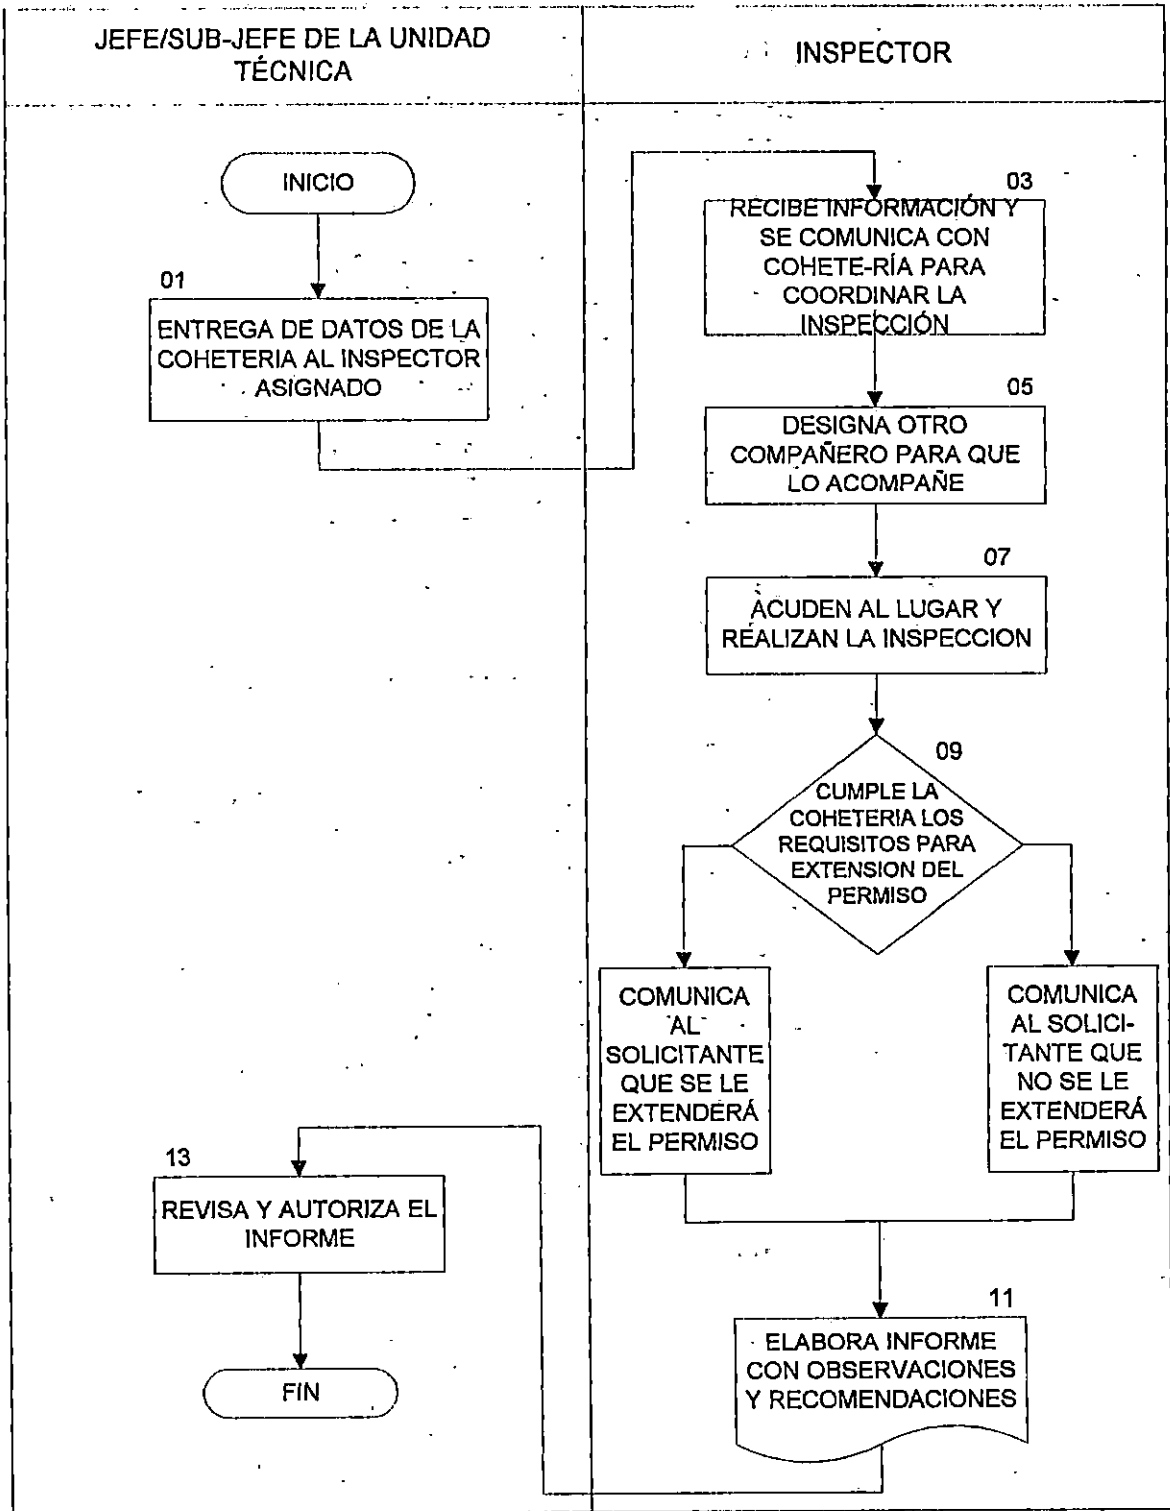 JEFE/SUB-JEFE DE LA UNIDAD
TÉCNICA
INSPECTOR
INICIO
01
ENTREGA DE DATOS DE LA
COHETERIA AL INSPECTOR
ASIGNADO
03
RECIBE INFORMACIÓN Y
SE COMUNICA CON
COHETE-RÍA PARA
COORDINAR LA
INSPECCIÓN
05
DESIGNA OTRO
COMPAÑERO PARA QUE
LO ACOMPAÑE
07
ACUDEN AL LUGAR Y
REALIZAN LA INSPECCION
09
CUMPLE LA
COHETERIA LOS
REQUISITOS PARA
EXTENSION DEL
PERMISO
COMUNICA
AL
SOLICITANTE
QUE SE LE
EXTENDERÁ
EL PERMISO
COMUNICA
AL SOLICI-
TANTE QUE
NO SE LE
EXTENDERÁ
EL PERMISO
11
ELABORA INFORME
CON OBSERVACIONES
Y RECOMENDACIONES
13
REVISA Y AUTORIZA EL
INFORME
FIN